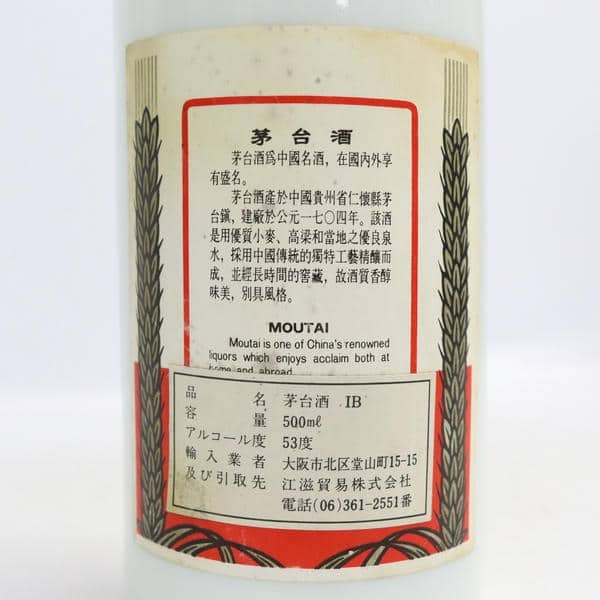 茅台酒
茅台酒爲中國名酒，在國內外享
有盛名。
茅台酒產於中國貴州省仁懷縣茅
台鎮，建廠於公元一七〇四年。該酒
是用優質小麥、高梁和當地之優良泉
水，採用中國傳統的獨特工藝精釀而
成，並經長時間的窖藏，故酒質香醇
味美，別具風格。
MOUTAI
Moutai is one of China's renowned
liquors which enjoys acclaim both at
home and abroad.
品名 茅台酒 IB
容量 500mℓ
アルコール度 53度
輸入業者 大阪市北区堂山町15-15
及び引取先 江滋貿易株式会社
電話(06)361-2551番